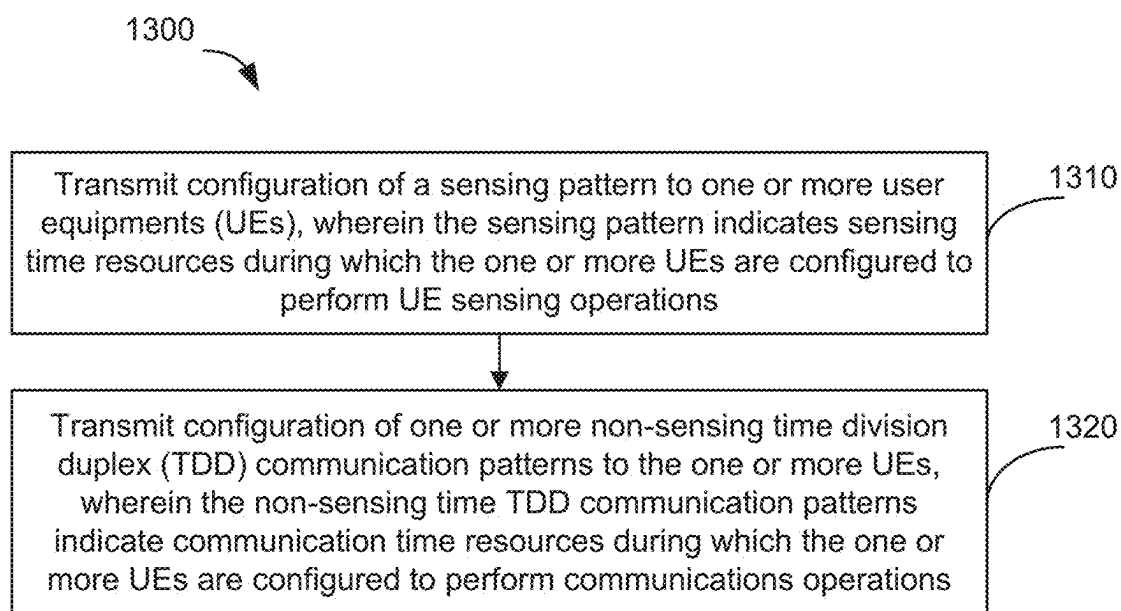 1300
Transmit configuration of a sensing pattern to one or more user
equipments (UEs), wherein the sensing pattern indicates sensing
time resources during which the one or more UEs are configured to
perform UE sensing operations
1310
Transmit configuration of one or more non-sensing time division
duplex (TDD) communication patterns to the one or more UEs,
wherein the non-sensing time TDD communication patterns
indicate communication time resources during which the one or
more UEs are configured to perform communications operations
1320